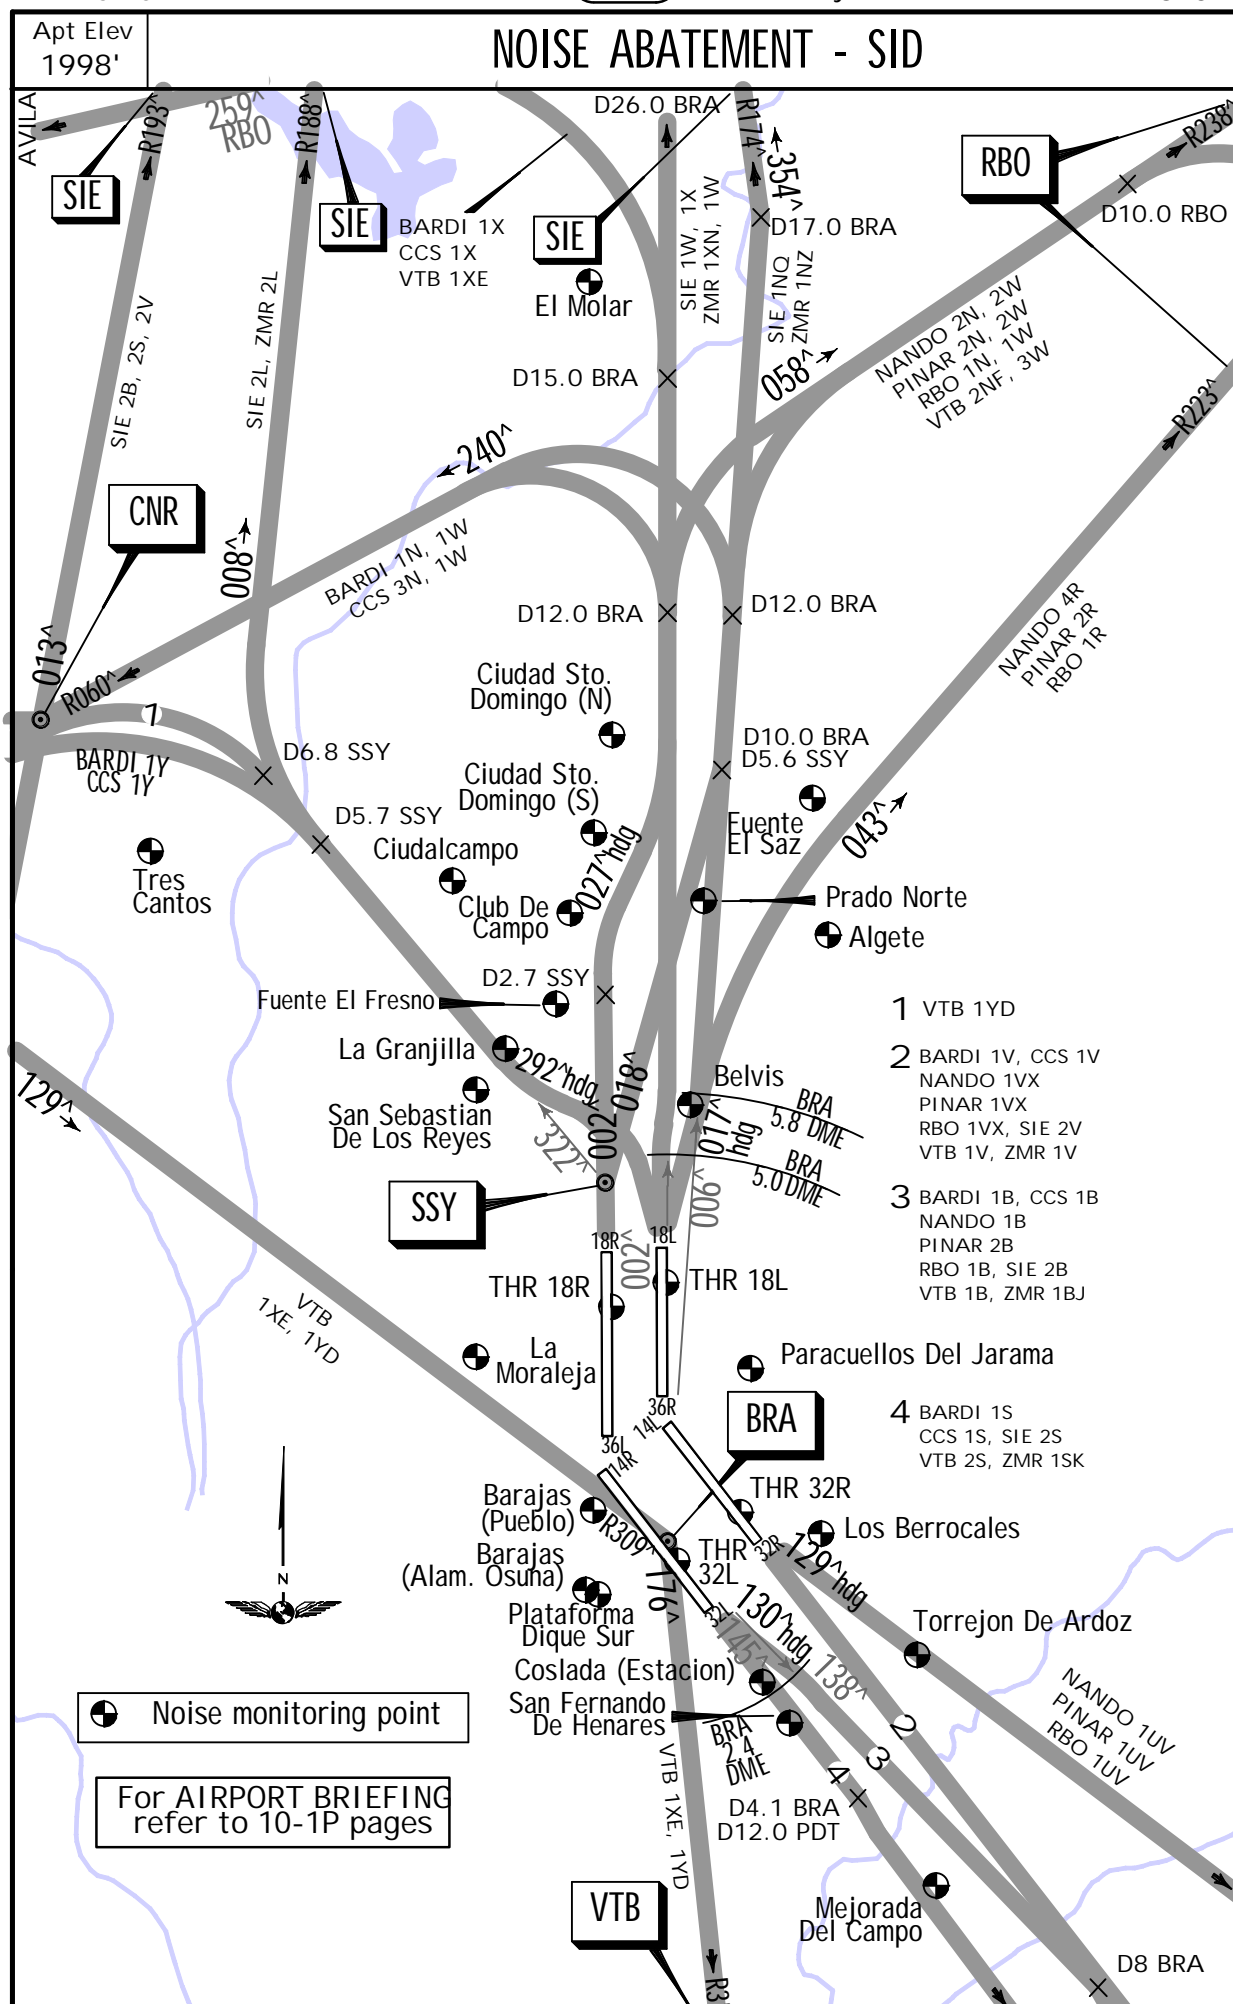 Apt Elev
1998'
NOISE ABATEMENT - SID
AVILA
R193^
259^
RBO
R188^
D26.0 BRA
R174^
354^
R238^
RBO
SIE
SIE
SIE
BARDI 1X
CCS 1X
VTB 1XE
D17.0 BRA
D10.0 RBO
El Molar
SIE 1W, 1X
ZMR 1XN, 1W
SIE 1NQ
ZMR 1NZ
SIE 2B, 2S, 2V
SIE 2L, ZMR 2L
D15.0 BRA
058^
NANDO 2N, 2W
PINAR 2N, 2W
RBO 1N, 1W
VTB 2NF, 3W
R223^
240^
CNR
008^
BARDI 1N, 1W
CCS 3N, 1W
D12.0 BRA
D12.0 BRA
NANDO 4R
PINAR 2R
RBO 1R
013^
R060^
Ciudad Sto.
Domingo (N)
1
D6.8 SSY
BARDI 1Y
CCS 1Y
D10.0 BRA
D5.6 SSY
Ciudad Sto.
Domingo (S)
D5.7 SSY
Ciudalcampo
027^hdg
Fuente
El Saz
043^
Tres
Cantos
Club De
Campo
Prado Norte
Algete
D2.7 SSY
Fuente El Fresno
La Granjilla
292^hdg
San Sebastian
De Los Reyes
322^
002^
018^
Belvis
017^
hdg
BRA
5.8 DME
BRA
5.0 DME
006^
1 VTB 1YD
2 BARDI 1V, CCS 1V
NANDO 1VX
PINAR 1VX
RBO 1VX, SIE 2V
VTB 1V, ZMR 1V
3 BARDI 1B, CCS 1B
NANDO 1B
PINAR 2B
RBO 1B, SIE 2B
VTB 1B, ZMR 1BJ
4 BARDI 1S
CCS 1S, SIE 2S
VTB 2S, ZMR 1SK
129^
SSY
18R
002^
18L
THR 18R
THR 18L
VTB
1XE, 1YD
La
Moraleja
Paracuellos Del Jarama
36R
14L
BRA
36L
14R
THR 32R
Barajas
(Pueblo)
R309^
Los Berrocales
32R
129^hdg
Barajas
(Alam. Osuna)
THR
32L
176^
N
Plataforma
Dique Sur
130^hdg
145^
138^
Torrejon De Ardoz
Coslada (Estacion)
San Fernando
De Henares
BRA
2.4
DME
NANDO 1UV
PINAR 1UV
RBO 1UV
Noise monitoring point
2
3
4
VTB 1XE, 1YD
D4.1 BRA
D12.0 PDT
For AIRPORT BRIEFING
refer to 10-1P pages
VTB
Mejorada
Del Campo
D8 BRA